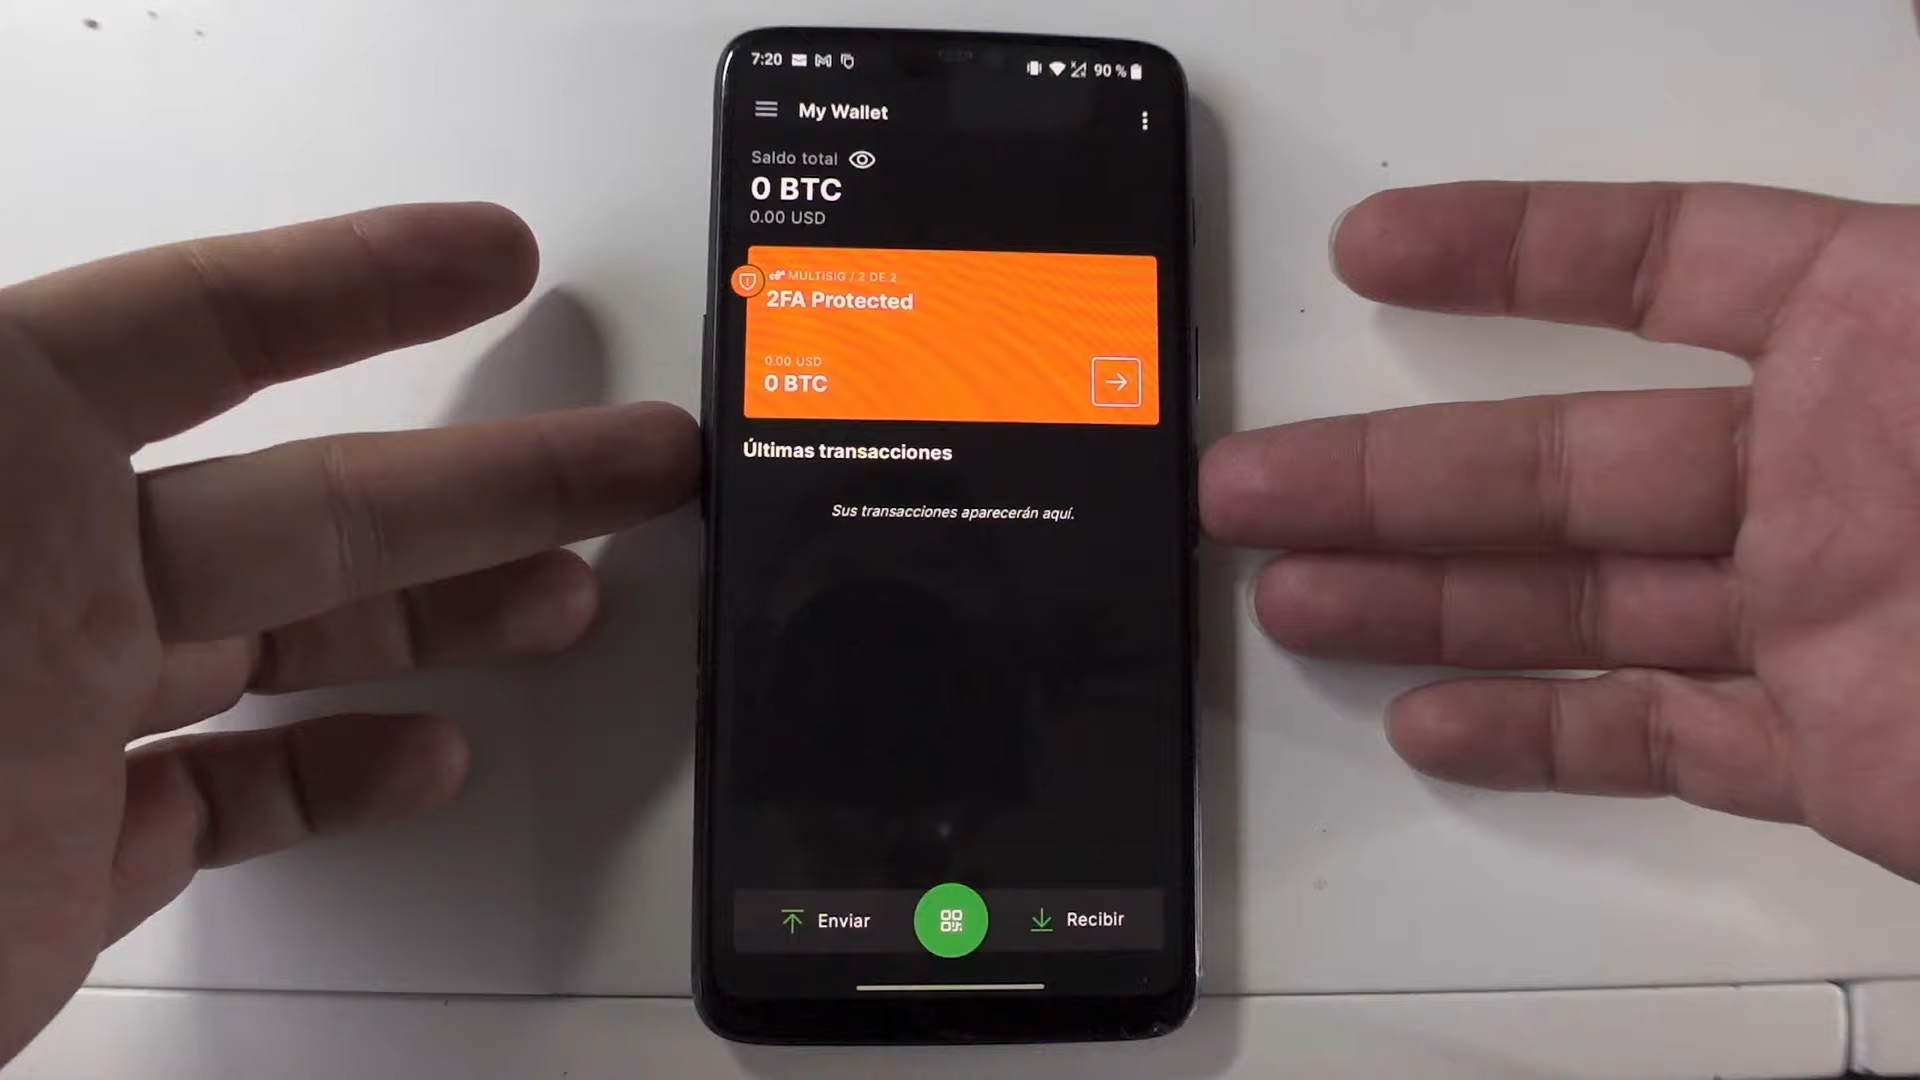 7:20 90 %
My Wallet
Saldo total
0 BTC
0.00 USD
MULTISIG / 2 DE 2
2FA Protected
0.00 USD
0 BTC
Últimas transacciones
Sus transacciones aparecerán aquí.
Enviar Recibir